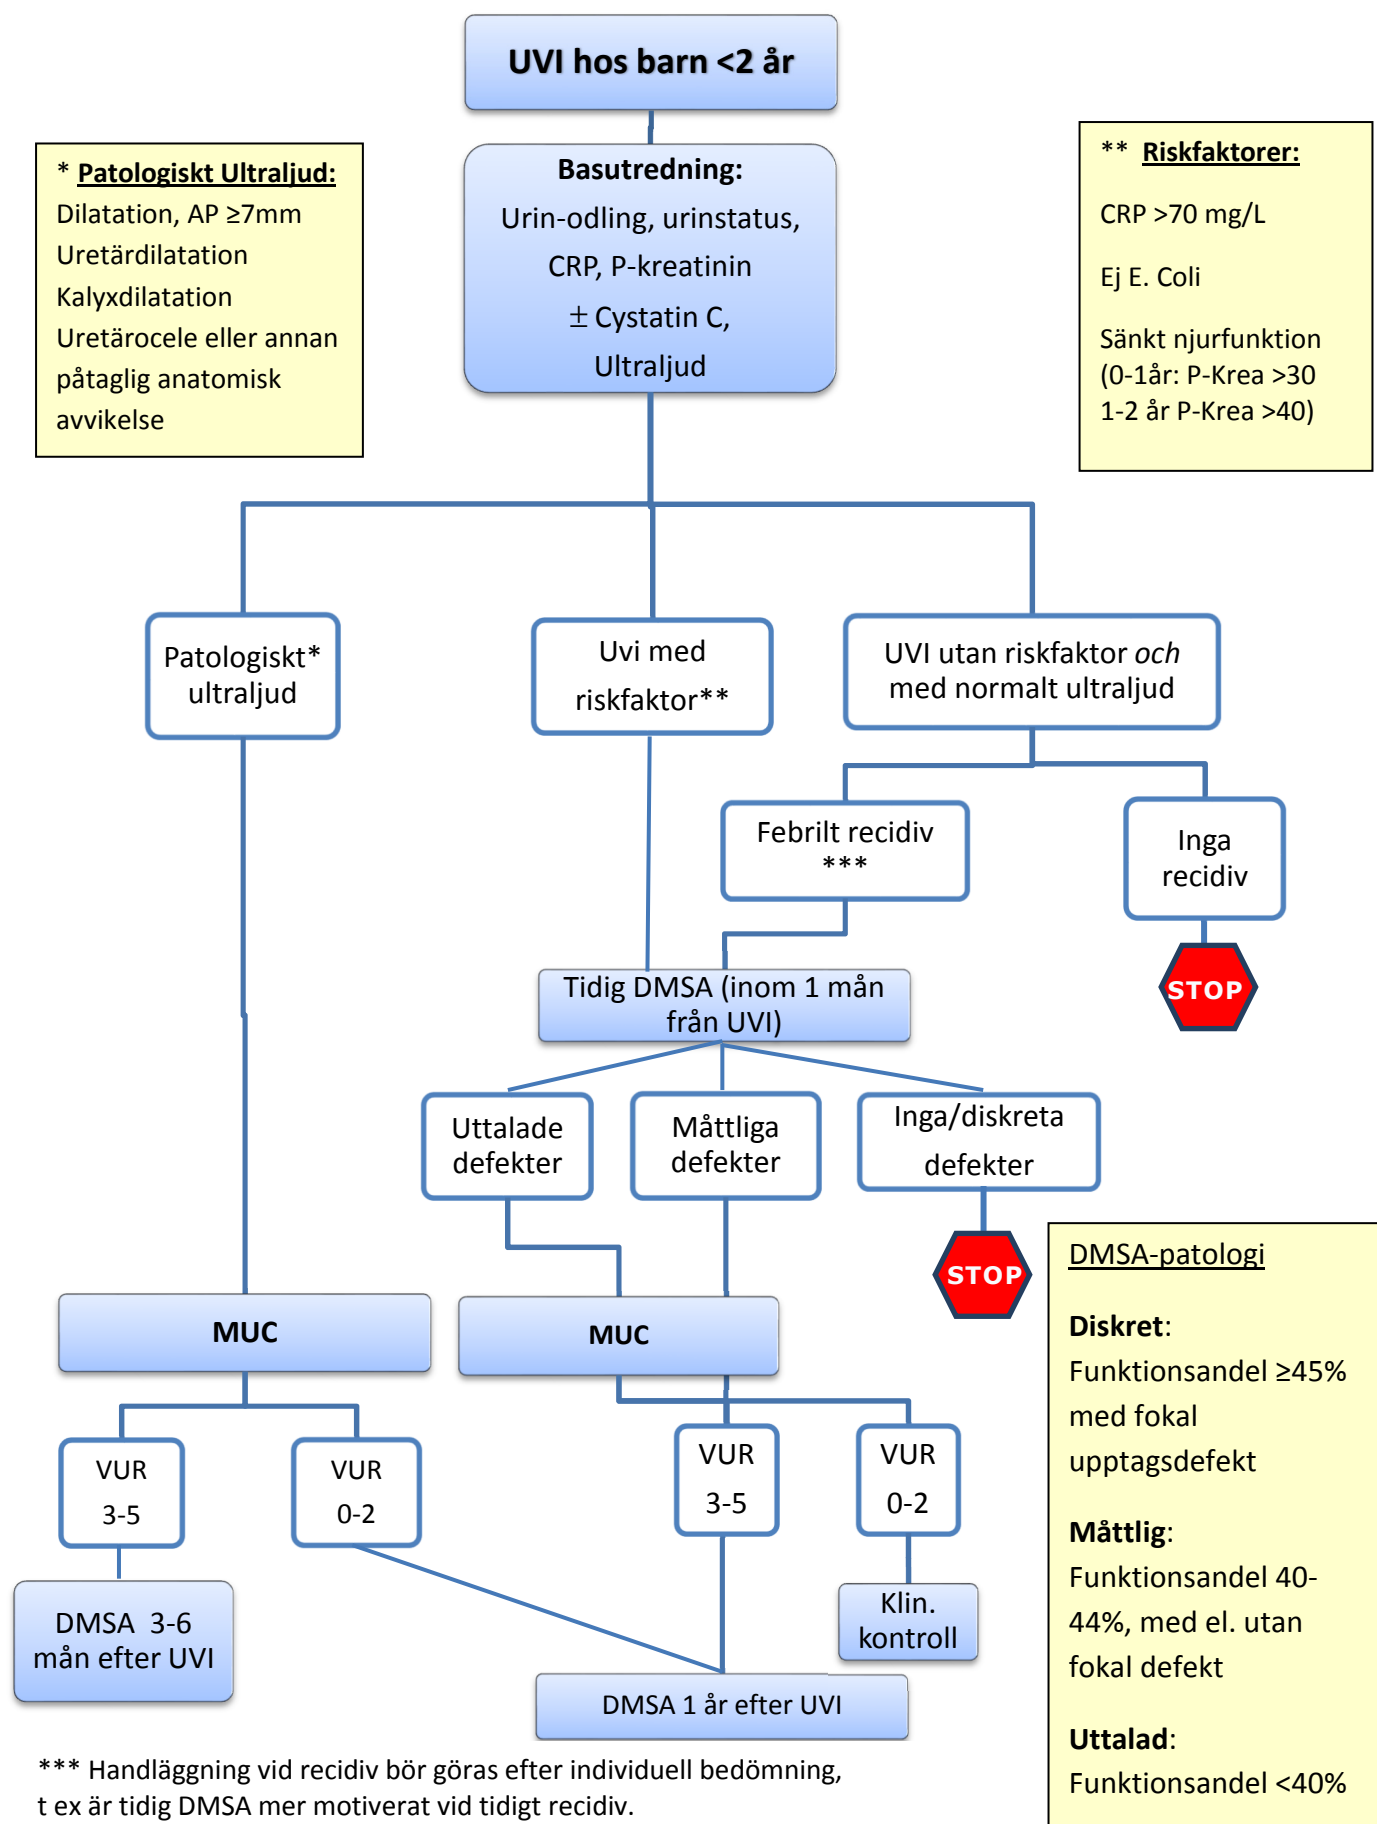 UVI hos barn <2 år
* Patologiskt Ultraljud:
Dilatation, AP ≥7mm
Uretärdilatation
Kalyxdilatation
Uretärocele eller annan
påtaglig anatomisk
avvikelse
Basutredning:
Urin-odling, urinstatus,
CRP, P-kreatinin
± Cystatin C,
Ultraljud
** Riskfaktorer:
CRP >70 mg/L
Ej E. Coli
Sänkt njurfunktion
(0-1år: P-Krea >30
1-2 år P-Krea >40)
Patologiskt*
ultraljud
Uvi med
riskfaktor**
UVI utan riskfaktor och
med normalt ultraljud
Febrilt recidiv
***
Inga
recidiv
STOP
Tidig DMSA (inom 1 mån
från UVI)
Uttalade
defekter
Måttliga
defekter
Inga/diskreta
defekter
STOP
MUC
MUC
VUR
3-5
VUR
0-2
VUR
3-5
VUR
0-2
DMSA 3-6
mån efter UVI
Klin.
kontroll
DMSA 1 år efter UVI
DMSA-patologi
Diskret:
Funktionsandel ≥45%
med fokal
upptagsdefekt
Måttlig:
Funktionsandel 40-
44%, med el. utan
fokal defekt
Uttalad:
Funktionsandel <40%
*** Handläggning vid recidiv bör göras efter individuell bedömning,
t ex är tidig DMSA mer motiverat vid tidigt recidiv.